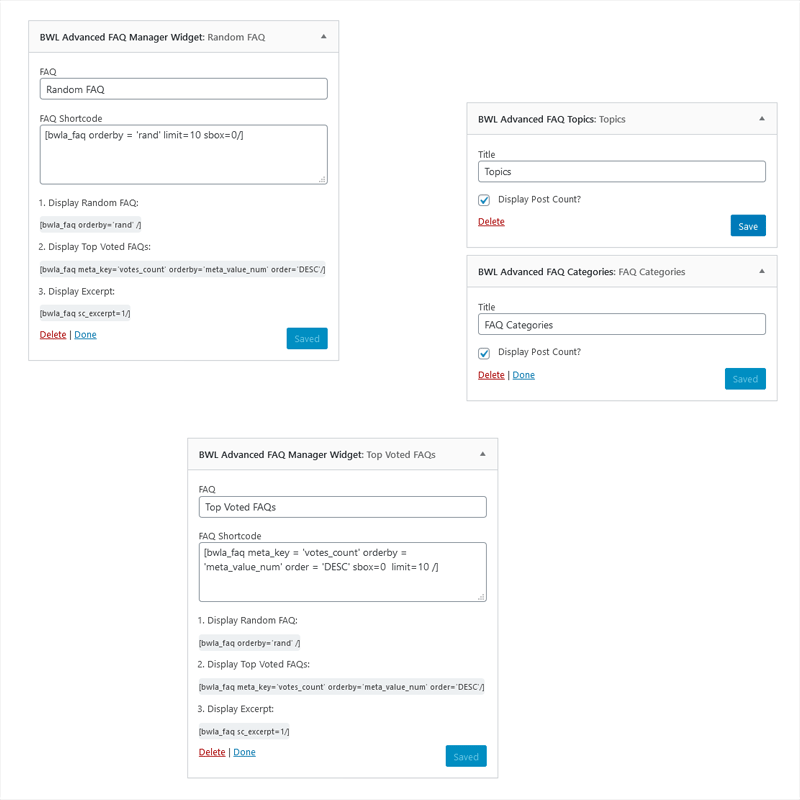 BWL Advanced FAQ Manager Widget: Random FAQ
FAQ
Random FAQ
FAQ Shortcode
[bwla_faq orderby = 'rand' limit=10 sbox=0/]
1. Display Random FAQ:
[bwla_faq orderby=`rand` /]
2. Display Top Voted FAQs:
[bwla_faq meta_key=`votes_count` orderby=`meta_value_num` order=`DESC`/]
3. Display Excerpt:
[bwla_faq sc_excerpt=1/]
Delete | Done
Saved
BWL Advanced FAQ Topics: Topics
Title
Topics
Display Post Count?
Delete
Save
BWL Advanced FAQ Categories: FAQ Categories
Title
FAQ Categories
Display Post Count?
Delete | Done
Saved
BWL Advanced FAQ Manager Widget: Top Voted FAQs
FAQ
Top Voted FAQs
FAQ Shortcode
[bwla_faq meta_key = 'votes_count' orderby =
'meta_value_num' order = 'DESC' sbox=0  limit=10 /]
1. Display Random FAQ:
[bwla_faq orderby=`rand` /]
2. Display Top Voted FAQs:
[bwla_faq meta_key=`votes_count` orderby=`meta_value_num` order=`DESC`/]
3. Display Excerpt:
[bwla_faq sc_excerpt=1/]
Delete | Done
Saved